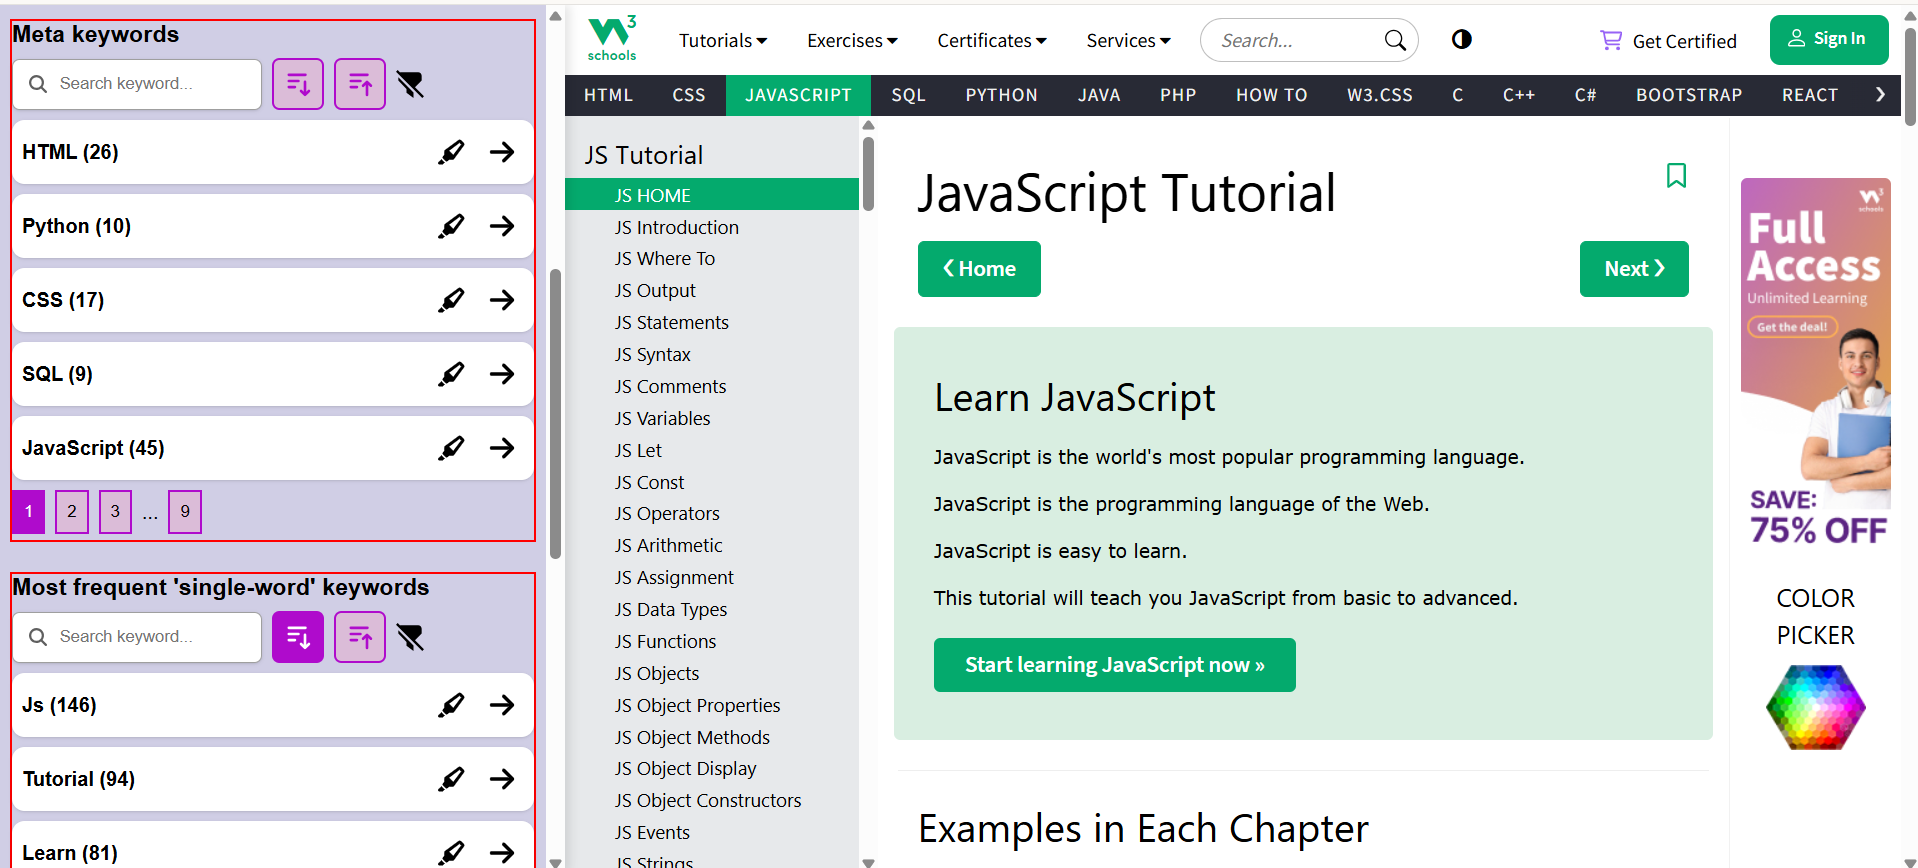 Meta keywords
Search keyword...
HTML (26)
Python (10)
CSS (17)
SQL (9)
JavaScript (45)
1 2 3 ... 9
Most frequent 'single-word' keywords
Search keyword...
Js (146)
Tutorial (94)
Learn (81)
W3 schools
Tutorials
Exercises
Certificates
Services
Search...
Get Certified
Sign In
HTML CSS JAVASCRIPT SQL PYTHON JAVA PHP HOW TO W3.CSS C C++ C# BOOTSTRAP REACT
JS Tutorial
JS HOME
JS Introduction
JS Where To
JS Output
JS Statements
JS Syntax
JS Comments
JS Variables
JS Let
JS Const
JS Operators
JS Arithmetic
JS Assignment
JS Data Types
JS Functions
JS Objects
JS Object Properties
JS Object Methods
JS Object Display
JS Object Constructors
JS Events
JS Strings
JavaScript Tutorial
❮ Home
Next ❯
Learn JavaScript
JavaScript is the world's most popular programming language.
JavaScript is the programming language of the Web.
JavaScript is easy to learn.
This tutorial will teach you JavaScript from basic to advanced.
Start learning JavaScript now »
Examples in Each Chapter
W3 schools
Full
Access
Unlimited Learning
Get the deal!
SAVE:
75% OFF
COLOR
PICKER